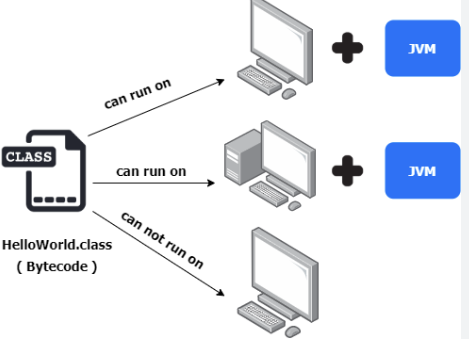 JVM
can run on
JVM
CLASS
can run on
can not run on
HelloWorld.class
( Bytecode )